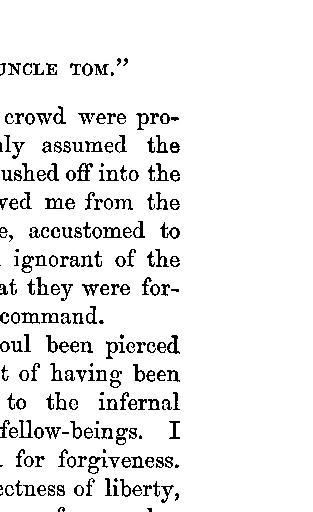 UNCLE TOM."
crowd were pro-
assumed the
ushed off into the
ved me from the
accustomed to
ignorant of the
at they were for-
command.
oul been pierced
t of having been
to the infernal
fellow-beings. I
for forgiveness.
ectness of liberty,